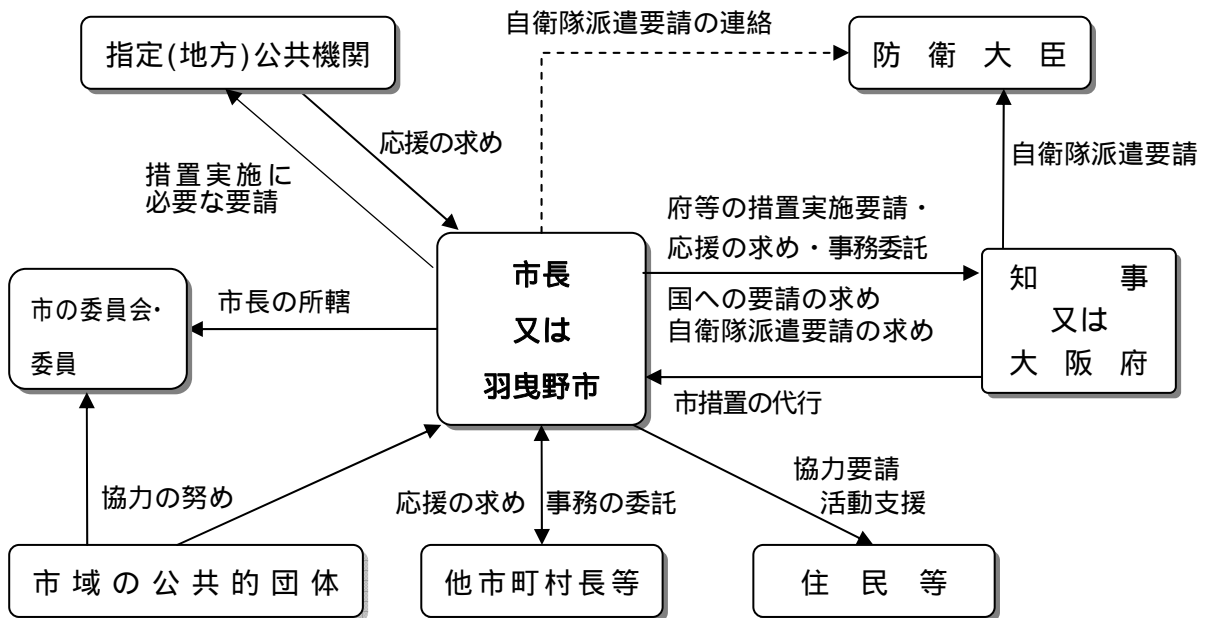 自衛隊派遣要請の連絡
指定(地方)公共機関
防衛大臣
応援の求め
自衛隊派遣要請
措置実施に
必要な要請
府等の措置実施要請・
応援の求め・事務委託
市長
又は
羽曳野市
知事
又は
大阪府
国への要請の求め
自衛隊派遣要請の求め
市の委員会・
委員
市長の所轄
市措置の代行
協力の努め
応援の求め
事務の委託
協力要請
活動支援
市域の公共的団体
他市町村長等
住民等